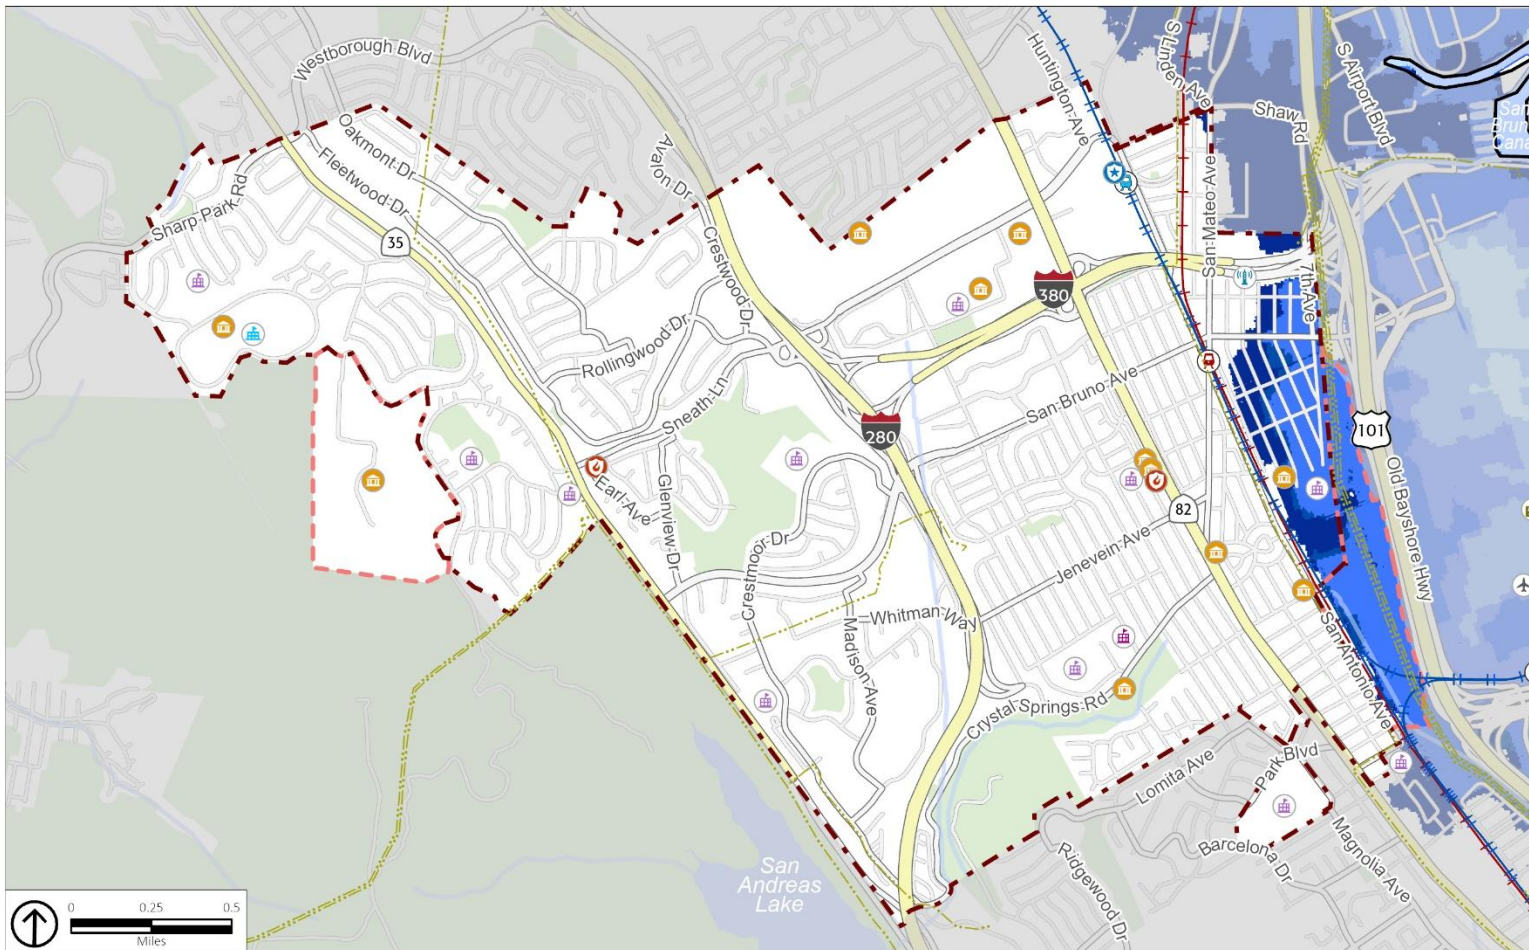 Westborough Blvd
Oakmont Dr
Fleetwood Dr
Sharp Park Rd
35
Avalon Dr
Crestwood Dr
Huntington Ave
S Linden Ave
San Mateo Ave
Shaw Rd
S Airport Blvd
San
Bruno
Canal
7th Ave
380
Rollingwood Dr
Sneath Ln
280
San Bruno Ave
101
Old Bayshore Hwy
Earl Ave
Glenview Dr
Crestmoor Dr
82
Jenevein Ave
Whitman Way
Madison Ave
Crystal Springs Rd
San Antonio Ave
Lomita Ave
Park Blvd
Magnolia Ave
Barcelona Dr
Ridgewood Dr
San
Andreas
Lake
0 0.25 0.5
Miles